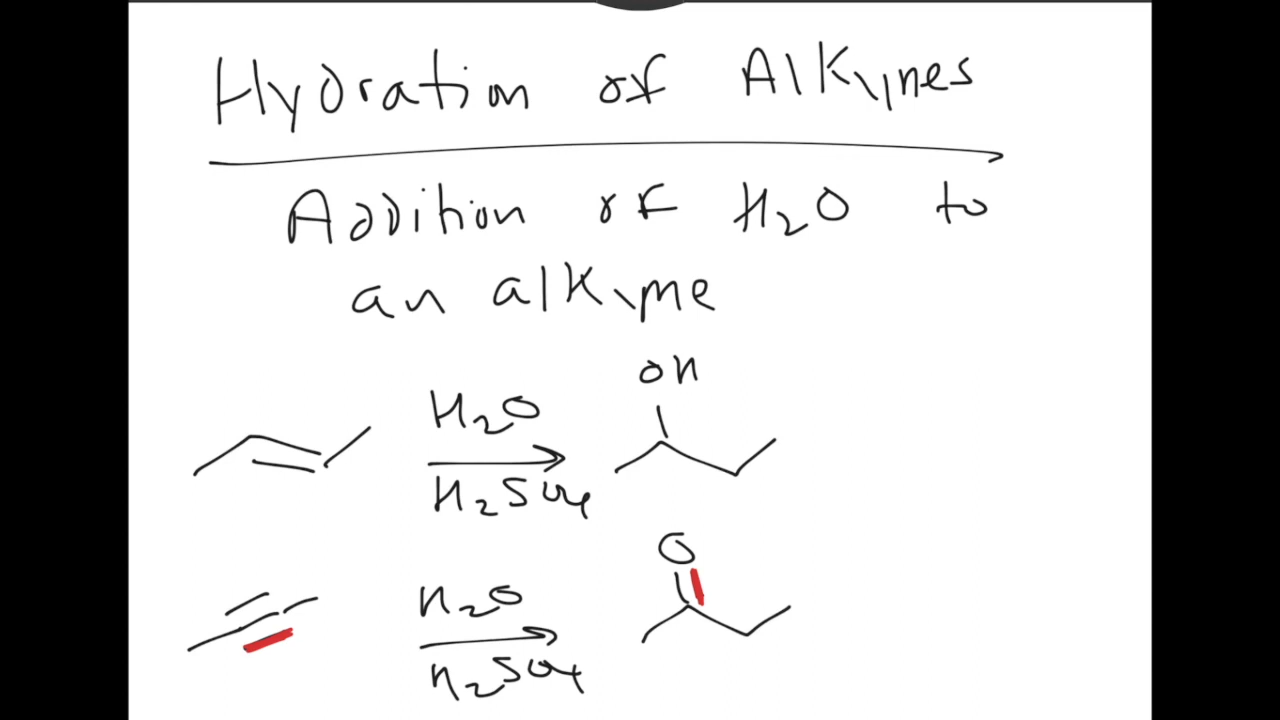 Hydration of Alkynes
Addition of H2O to
an alkyne
OH
H2O
H2SO4
O
H2O
H2SO4